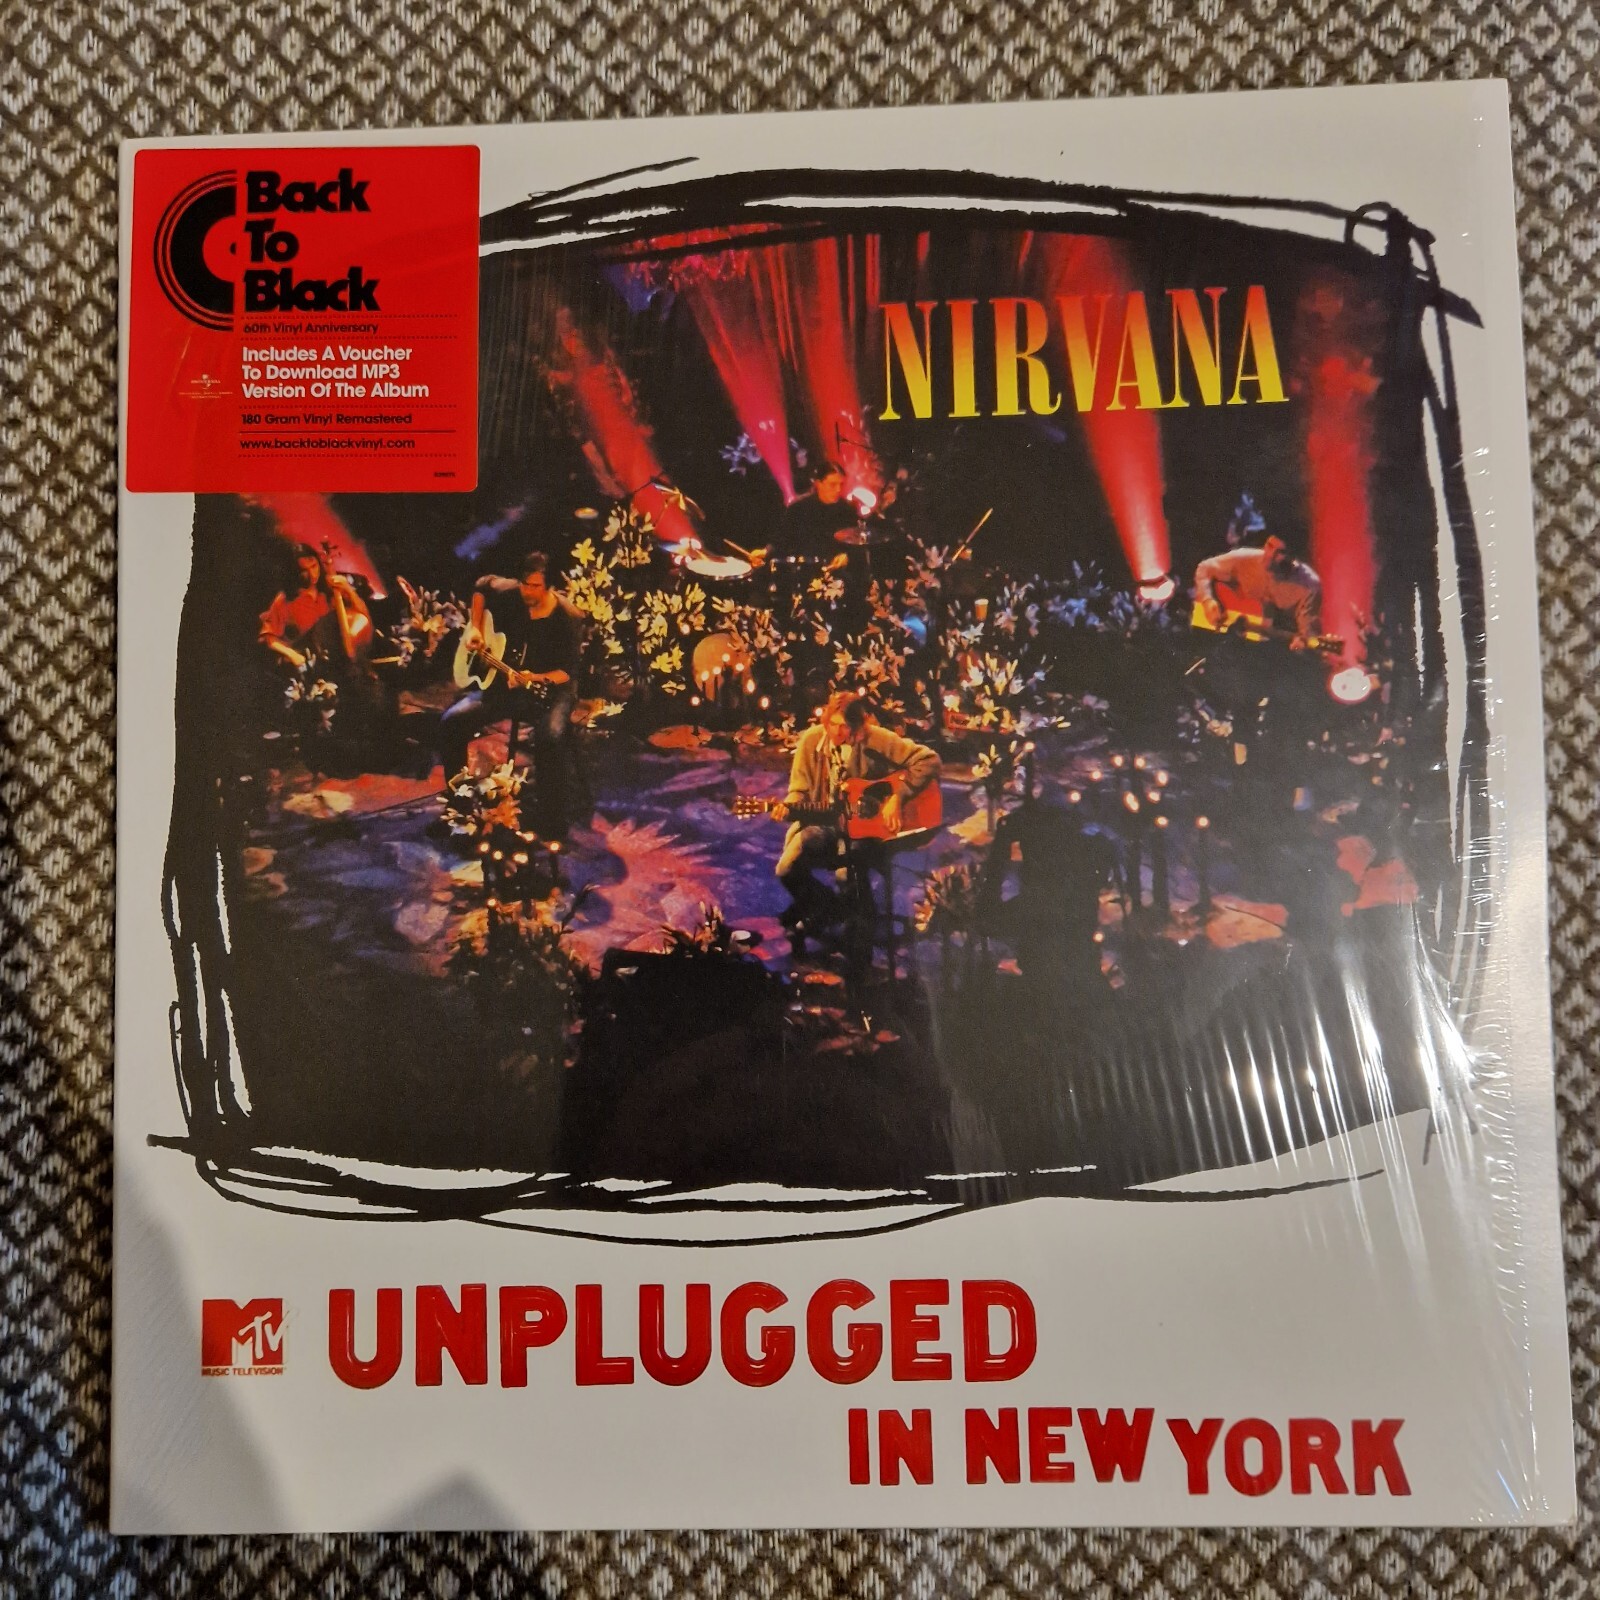 Back
To
Black
60th Vinyl Anniversary
Includes A Voucher
To Download MP3
Version Of The Album
180 Gram Vinyl Remastered
www.backtoblackvinyl.com
NIRVANA
MTV
MUSIC TELEVISION
UNPLUGGED
IN NEW YORK